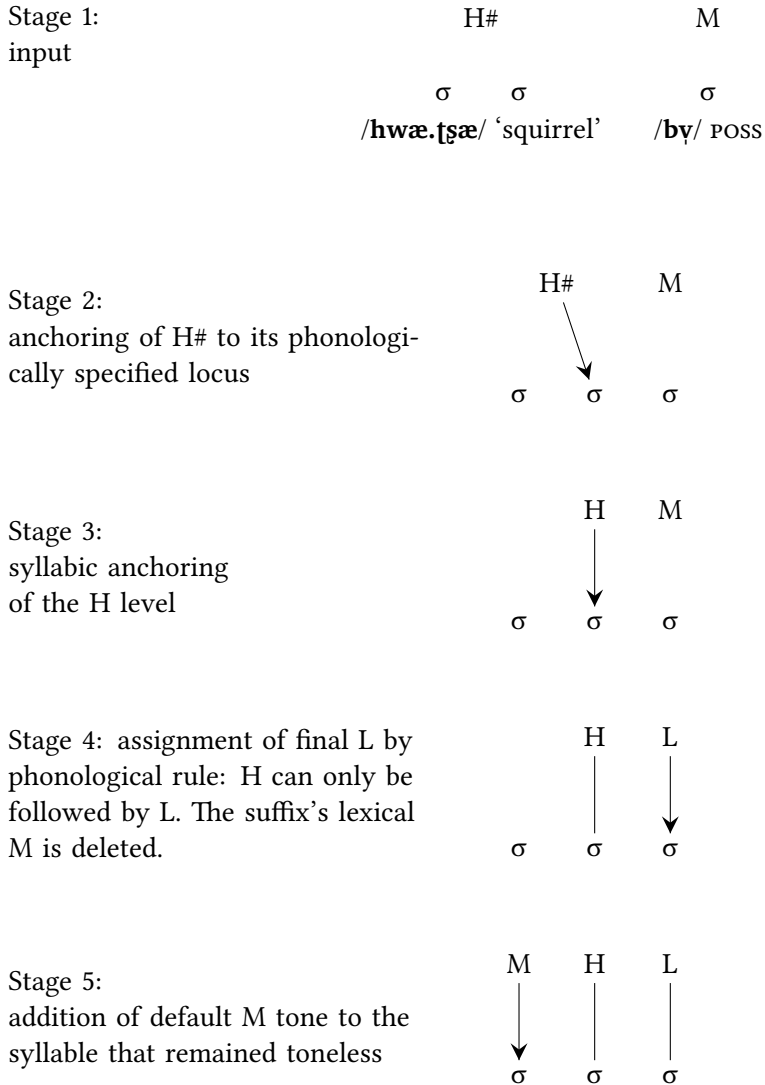 Stage 1:
input
H# M
σ σ σ
/hwæ.ʈʂæ/ ‘squirrel’ /bv̩/ POSS
Stage 2:
anchoring of H# to its phonologi-
cally specified locus
H# M
σ σ σ
Stage 3:
syllabic anchoring
of the H level
H M
σ σ σ
Stage 4: assignment of final L by
phonological rule: H can only be
followed by L. The suffix’s lexical
M is deleted.
H L
σ σ σ
Stage 5:
addition of default M tone to the
syllable that remained toneless
M H L
σ σ σ